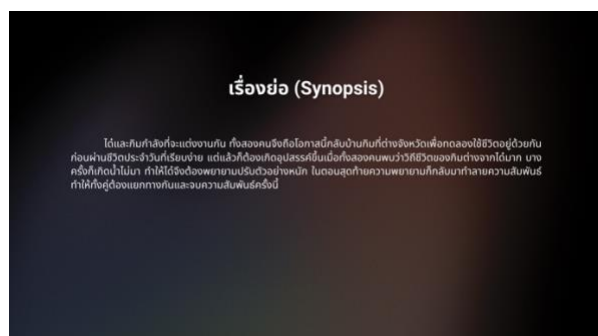 เรื่องย่อ (Synopsis)
ได๋และกิมกำลังที่จะแต่งงานกัน ทั้งสองคนจึงถือโอกาสนี้กลับบ้านกิมที่ต่างจังหวัดเพื่อทดลองใช้ชีวิตอยู่ด้วยกัน
ก่อนผ่านชีวิตประจำวันที่เรียบง่าย แต่แล้วก็ต้องเกิดอุปสรรคขึ้นเมื่อทั้งสองคนพบว่าวิถีชีวิตของกิมต่างจากได๋มาก บาง
ครั้งก็เกิดน้ำไม่มา ทำให้ได๋จึงต้องพยายามปรับตัวอย่างหนัก ในตอนสุดท้ายความพยายามก็กลับมาทำลายความสัมพันธ์
ทำให้ทั้งคู่ต้องแยกทางกันและจบความสัมพันธ์ครั้งนี้